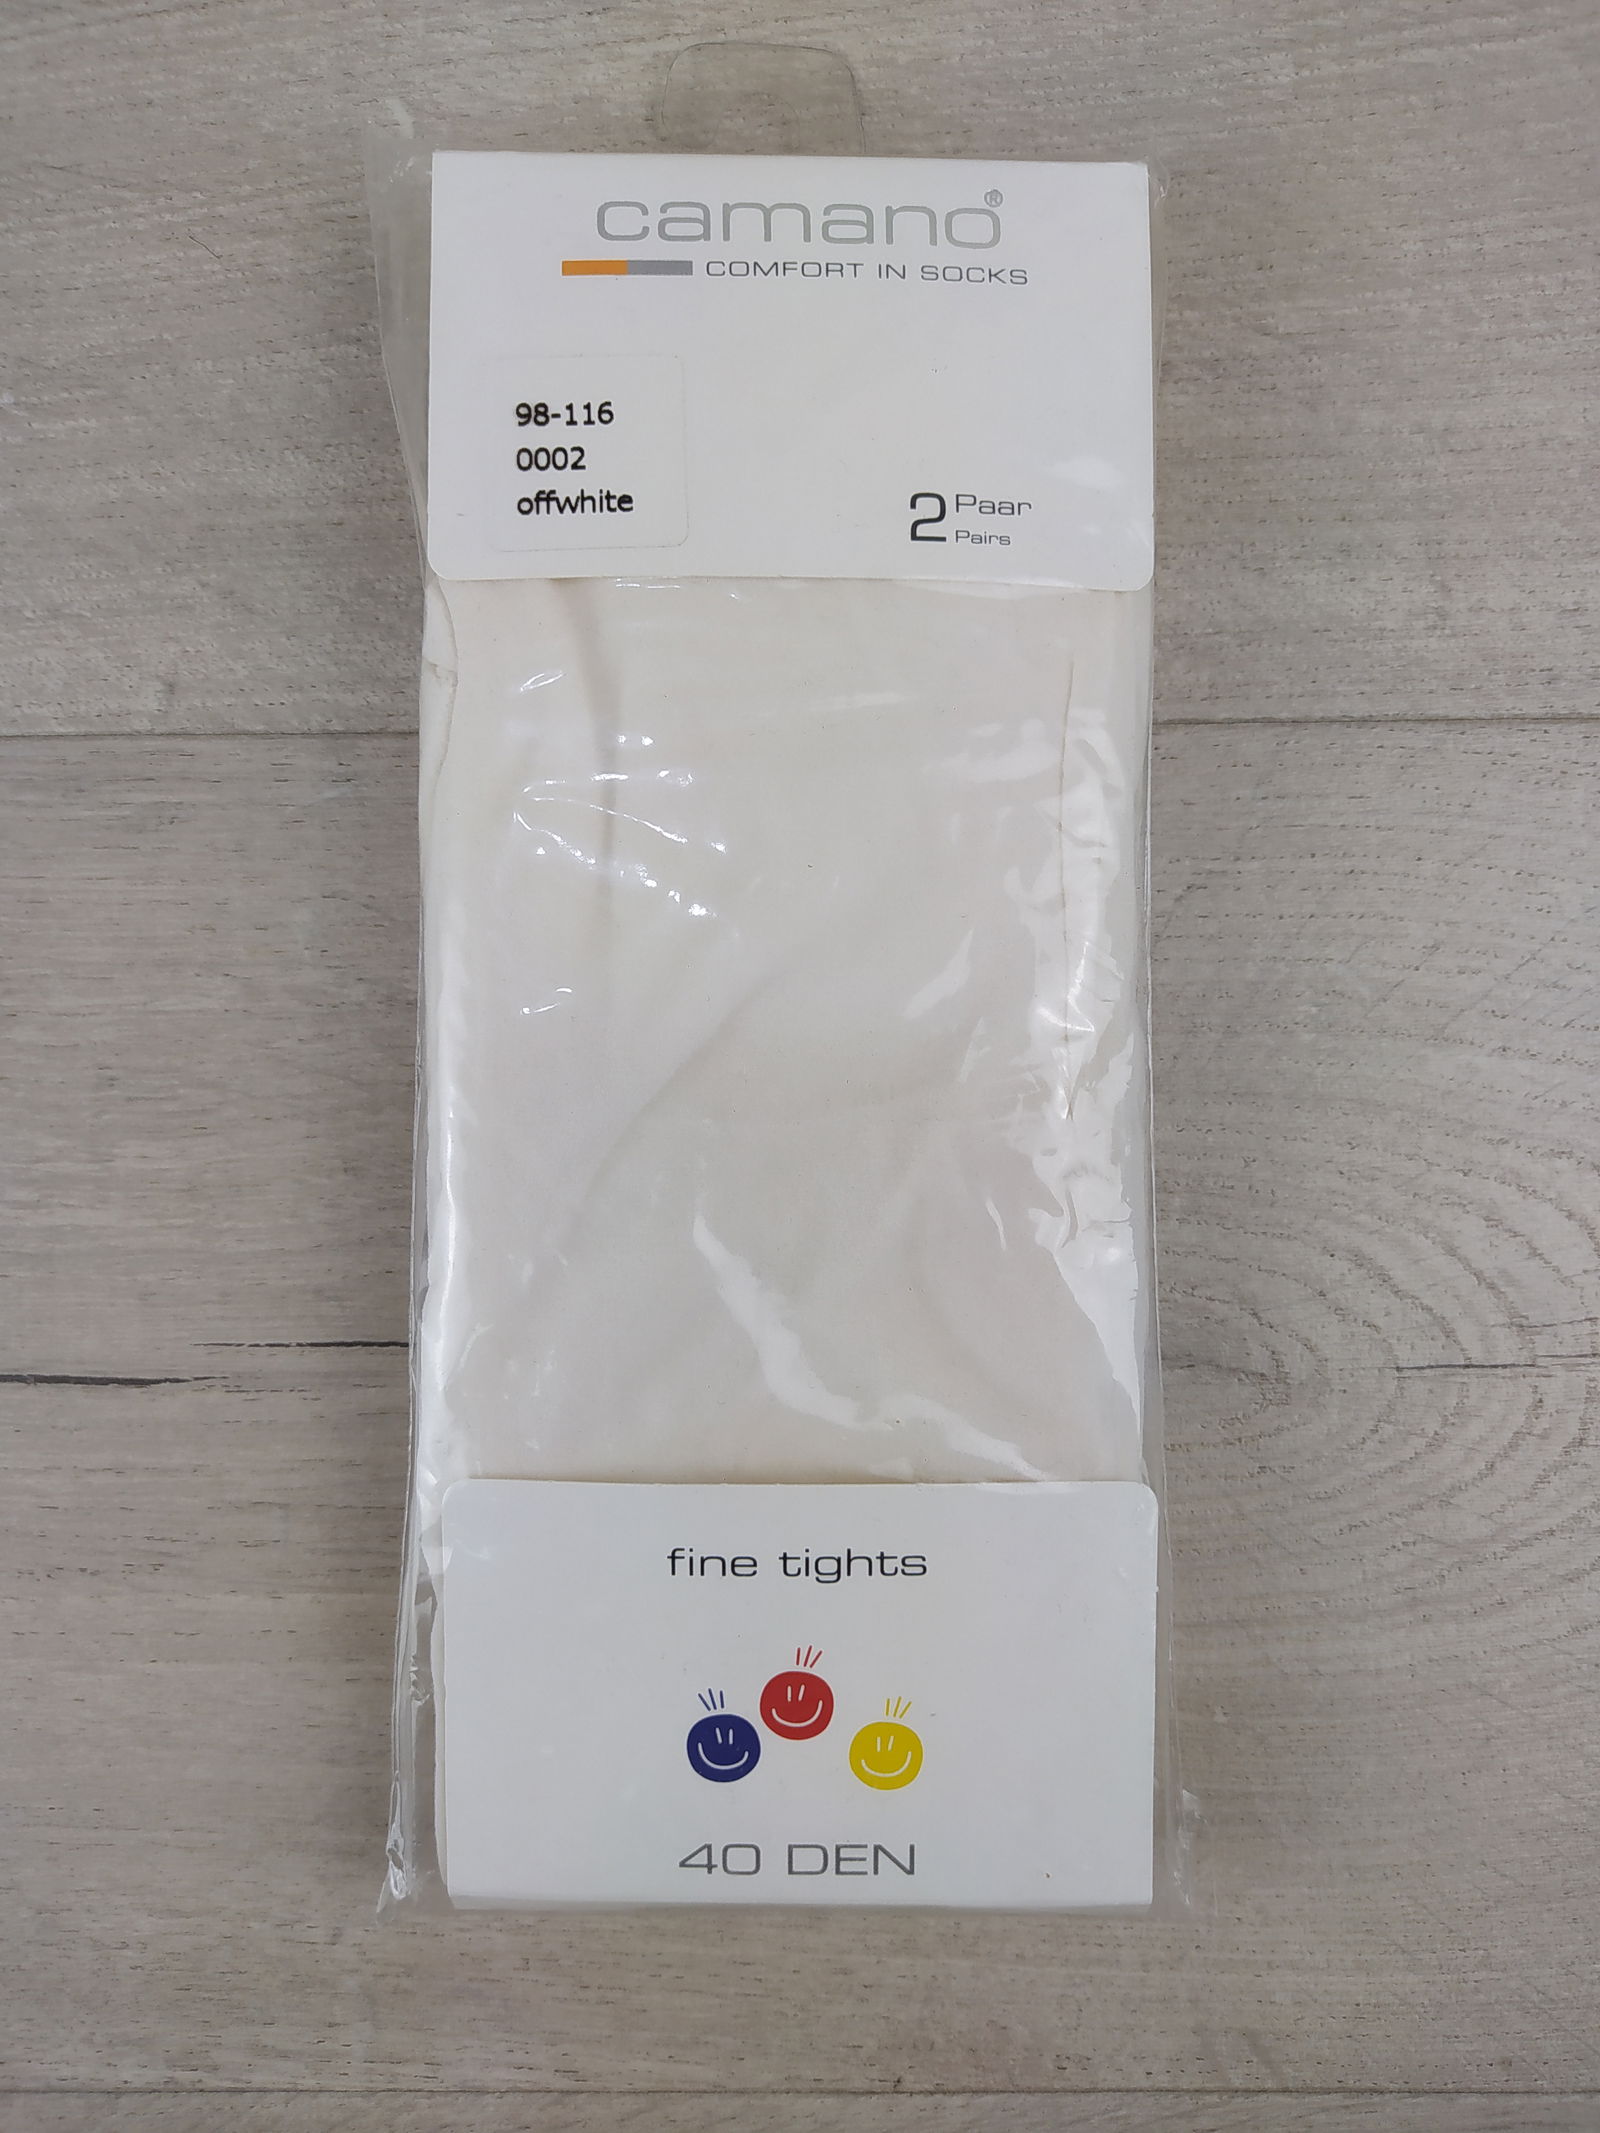 camano®
COMFORT IN SOCKS
98-116
0002
offwhite
2 Paar
Pairs
fine tights
40 DEN